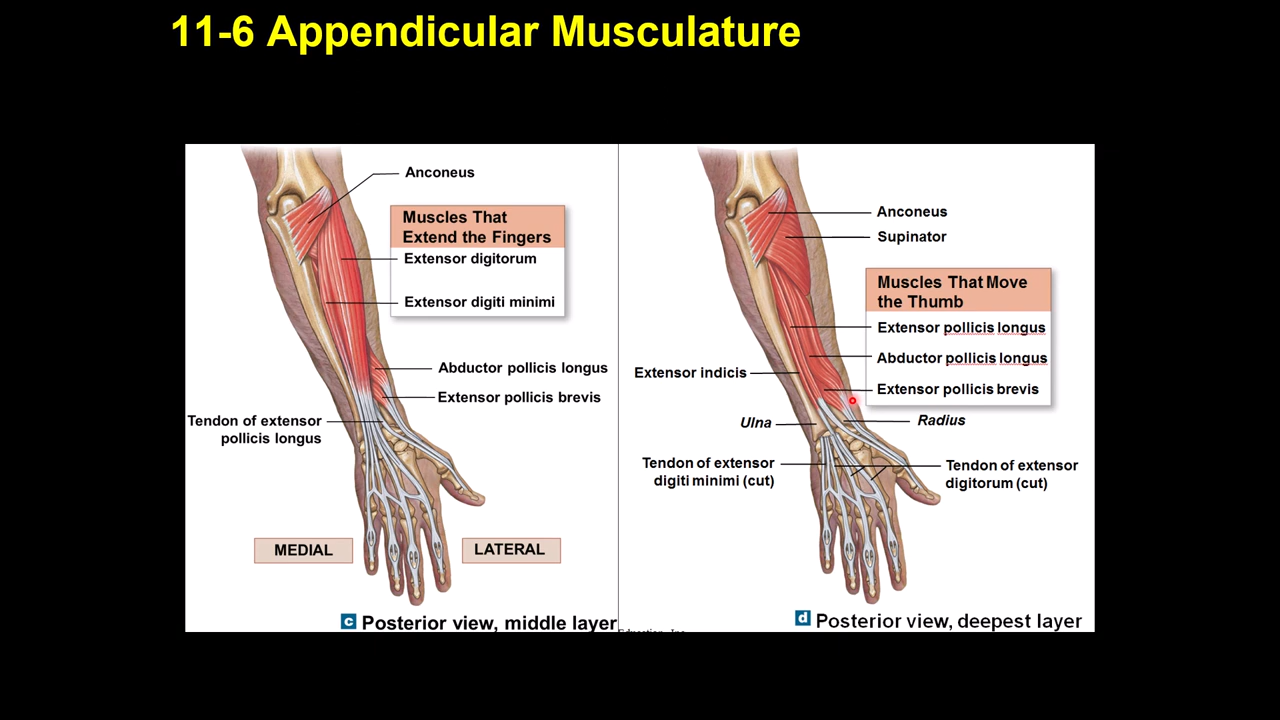 11-6 Appendicular Musculature
Anconeus
Muscles That
Extend the Fingers
Extensor digitorum
Extensor digiti minimi
Abductor pollicis longus
Extensor pollicis brevis
Tendon of extensor
pollicis longus
MEDIAL
LATERAL
c Posterior view, middle layer
Anconeus
Supinator
Muscles That Move
the Thumb
Extensor pollicis longus
Abductor pollicis longus
Extensor pollicis brevis
Extensor indicis
Ulna
Radius
Tendon of extensor
digiti minimi (cut)
Tendon of extensor
digitorum (cut)
d Posterior view, deepest layer